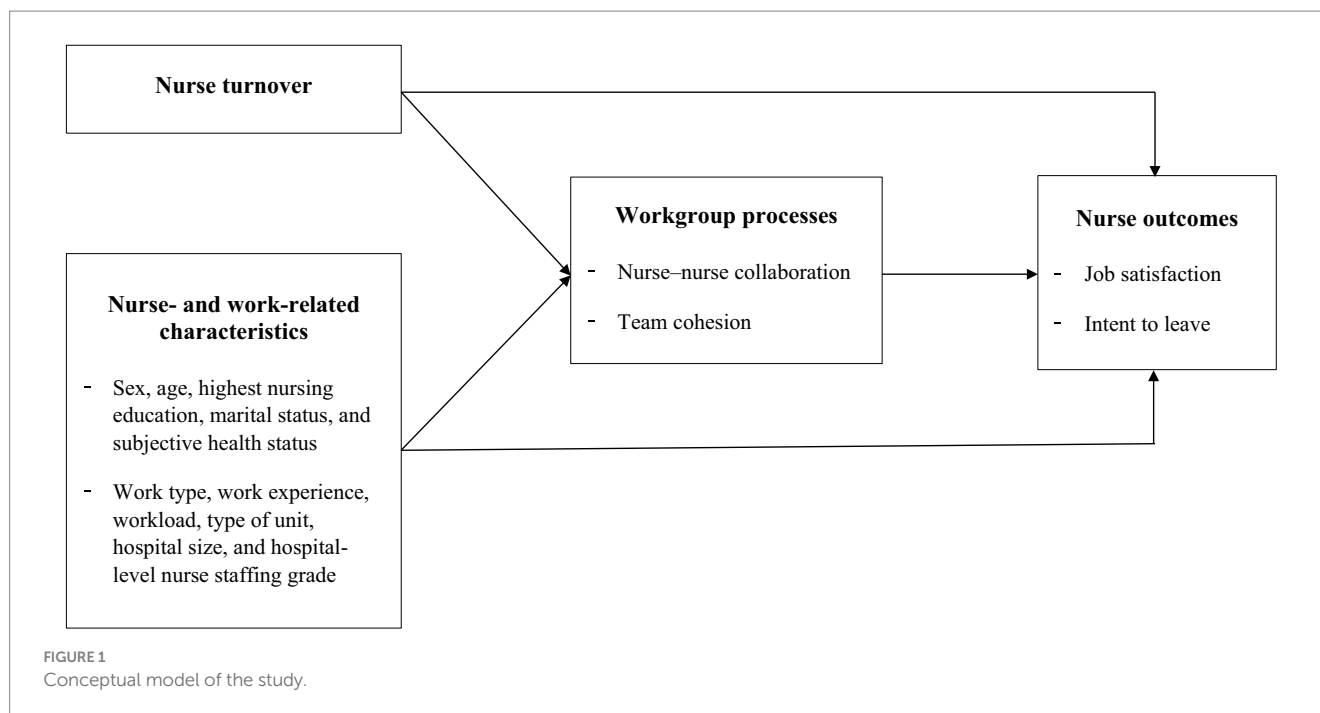 Nurse turnover
Nurse- and work-related
characteristics
- Sex, age, highest nursing
education, marital status, and
subjective health status
- Work type, work experience,
workload, type of unit,
hospital size, and hospital-
level nurse staffing grade
Workgroup processes
- Nurse–nurse collaboration
- Team cohesion
Nurse outcomes
- Job satisfaction
- Intent to leave
FIGURE 1
Conceptual model of the study.